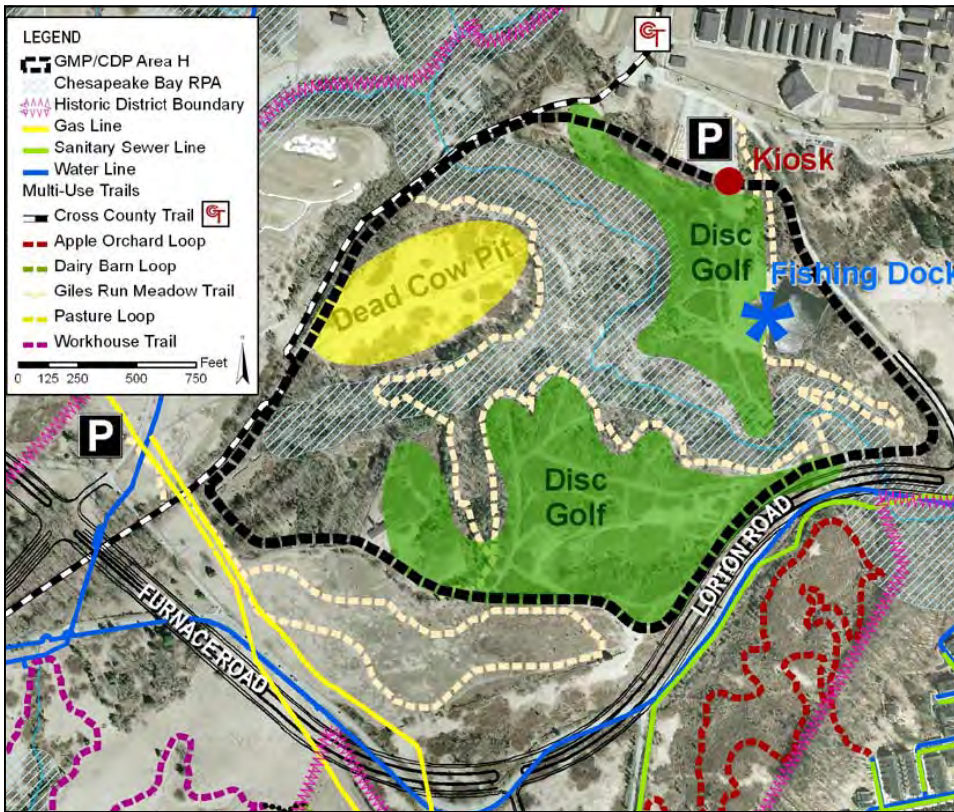 LEGEND
GMP/CDP Area H
Chesapeake Bay RPA
Historic District Boundary
Gas Line
Sanitary Sewer Line
Water Line
Multi-Use Trails
Cross County Trail CCT
Apple Orchard Loop
Dairy Barn Loop
Giles Run Meadow Trail
Pasture Loop
Workhouse Trail
Feet
0 125 250 500 750
CCT
P
Kiosk
Disc
Golf
Fishing Dock
Dead Cow Pit
P
Disc
Golf
LORTON ROAD
FURNACE ROAD